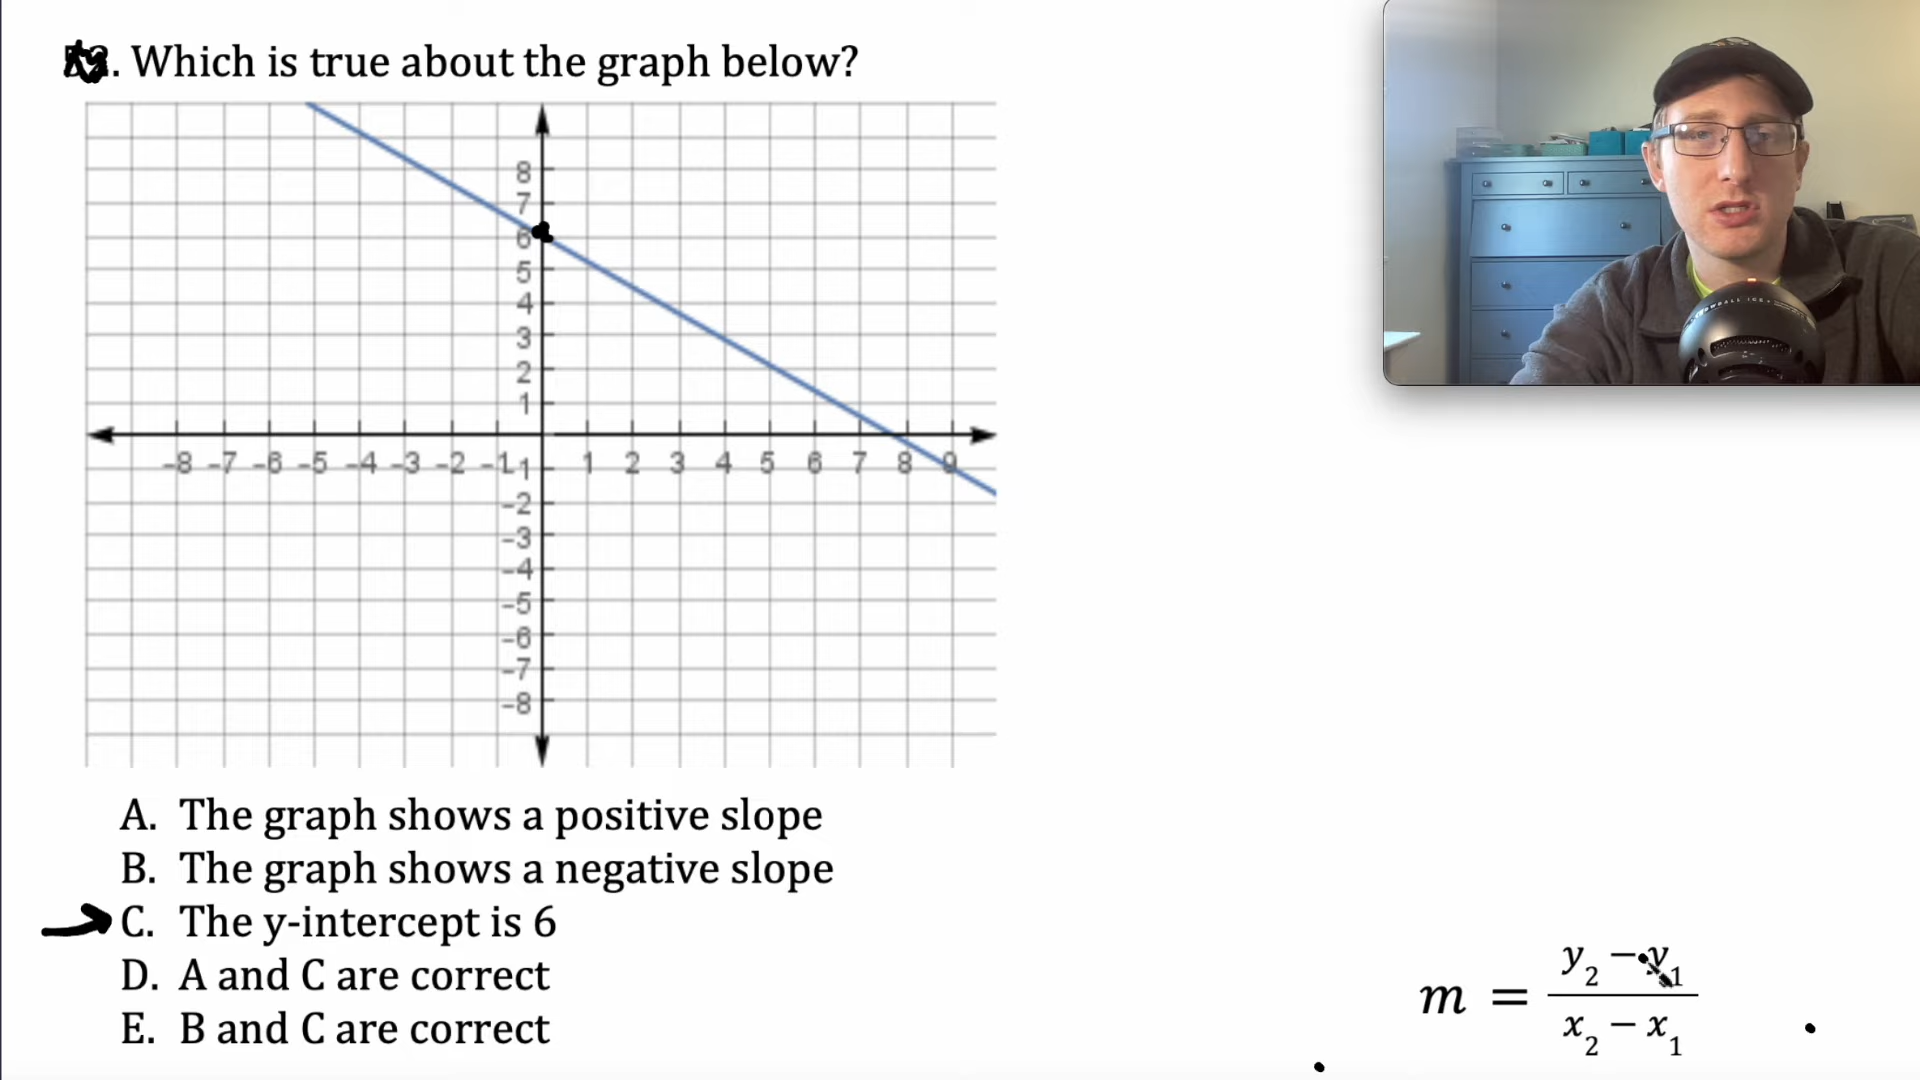 . Which is true about the graph below?
8
7
6
5
4
3
2
1
-8 -7 -6 -5 -4 -3 -2 -1 -1 1 2 3 4 5 6 7 8 9
-2
-3
-4
-5
-6
-7
-8
A. The graph shows a positive slope
B. The graph shows a negative slope
C. The y-intercept is 6
D. A and C are correct
E. B and C are correct
m = y₂ − y₁
x₂ − x₁